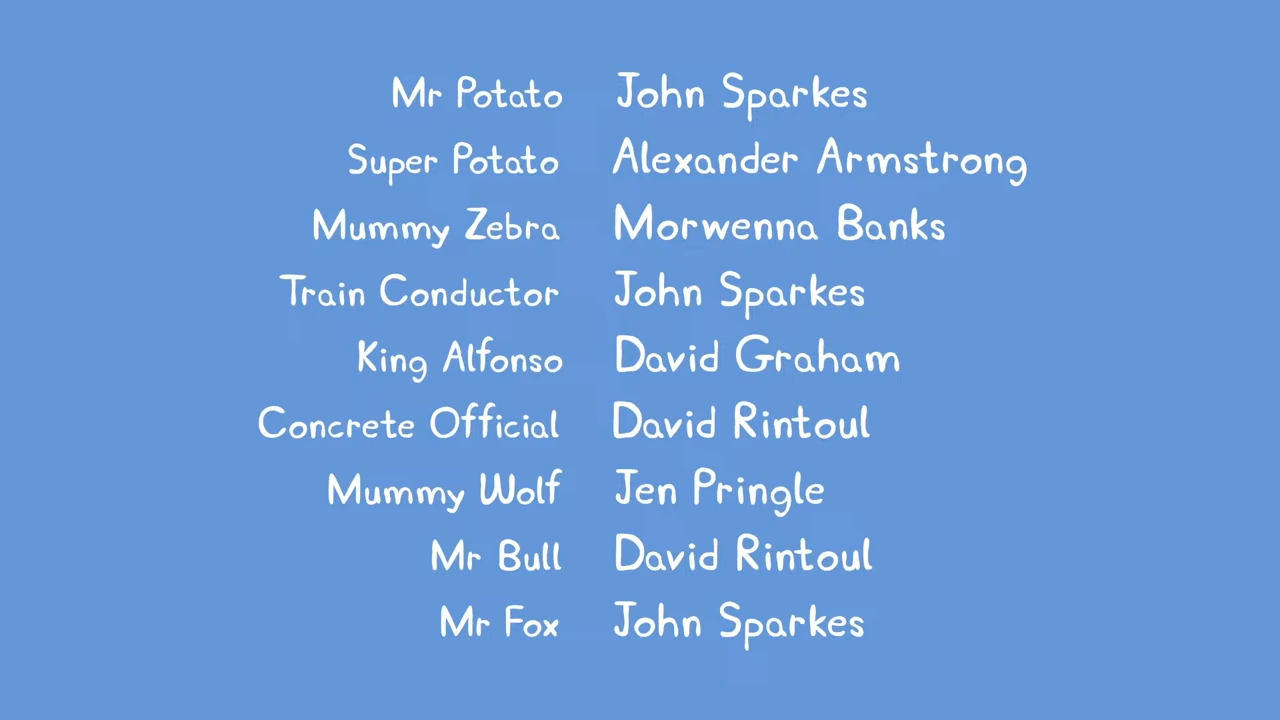 Mr Potato John Sparkes
Super Potato Alexander Armstrong
Mummy Zebra Morwenna Banks
Train Conductor John Sparkes
King Alfonso David Graham
Concrete Official David Rintoul
Mummy Wolf Jen Pringle
Mr Bull David Rintoul
Mr Fox John Sparkes